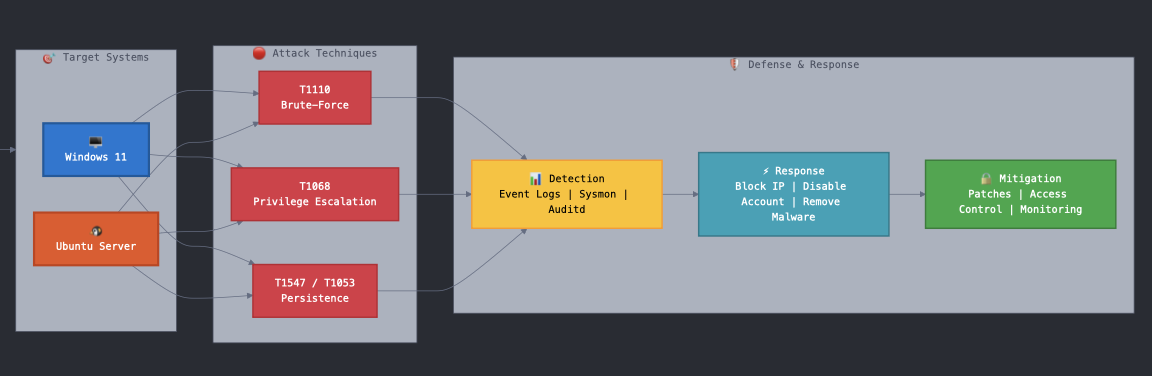 🎯 Target Systems
🖥️
Windows 11
🐧
Ubuntu Server
🔴 Attack Techniques
T1110
Brute-Force
T1068
Privilege Escalation
T1547 / T1053
Persistence
🛡️ Defense & Response
📊 Detection
Event Logs | Sysmon |
Auditd
⚡ Response
Block IP | Disable
Account | Remove
Malware
🔒 Mitigation
Patches | Access
Control | Monitoring